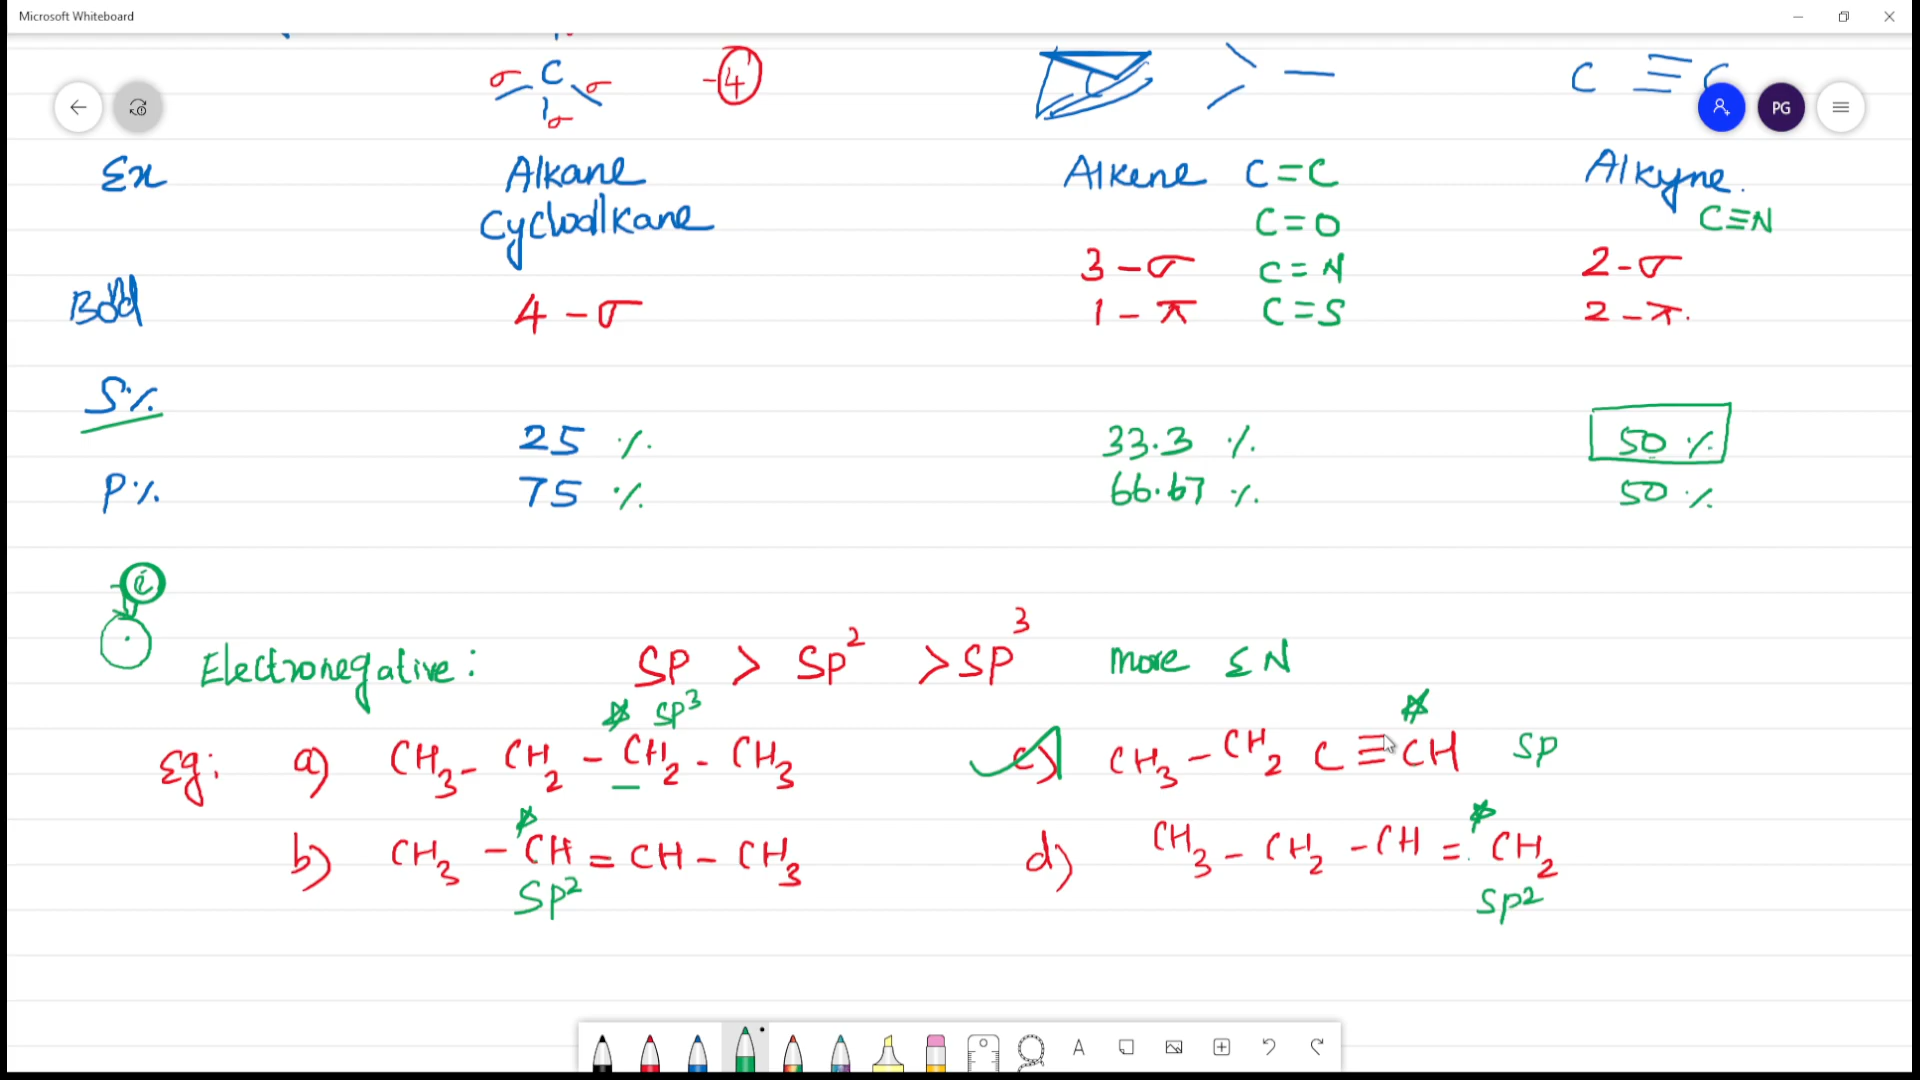 Microsoft Whiteboard
σ C σ -4 C ≡ C
σ
PG
Ex Alkane Alkene C=C Alkyne.
Cycloalkane C=O C≡N
3-σ C=N 2-σ
Bond 4-σ 1-π C=S 2-π.
S%
25 % 33.3 % 50 %
P% 75 % 66.67 % 50 %
Electronegative: SP > SP² > SP³ more EN
SP³
Eg: a) CH₃- CH₂ - CH₂ - CH₃ c) CH₃ - CH₂ C≡CH SP
b) CH₃ - CH = CH - CH₃ d) CH₃ - CH₂ - CH = CH₂
SP² SP²
A